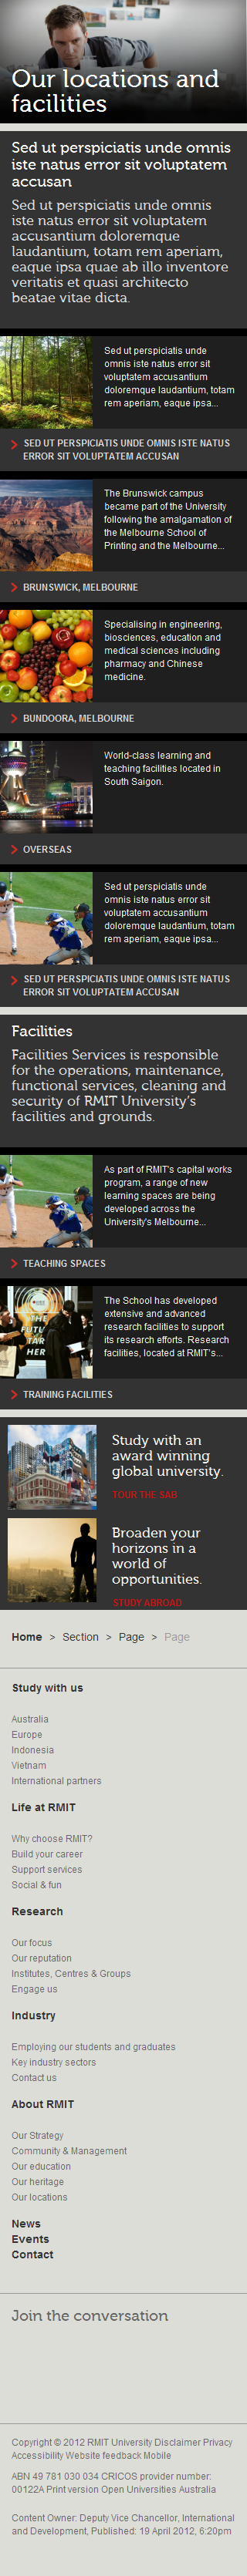 Our locations and
facilities
Sed ut perspiciatis unde omnis
iste natus error sit voluptatem
accusan
Sed ut perspiciatis unde omnis
iste natus error sit voluptatem
accusantium doloremque
laudantium, totam rem aperiam,
eaque ipsa quae ab illo inventore
veritatis et quasi architecto
beatae vitae dicta.
Sed ut perspiciatis unde
omnis iste natus error sit
voluptatem accusantium
doloremque laudantium, totam
rem aperiam, eaque ipsa...
SED UT PERSPICIATIS UNDE OMNIS ISTE NATUS
ERROR SIT VOLUPTATEM ACCUSAN
The Brunswick campus
became part of the University
following the amalgamation of
the Melbourne School of
Printing and the Melbourne...
BRUNSWICK, MELBOURNE
Specialising in engineering,
biosciences, education and
medical sciences including
pharmacy and Chinese
medicine.
BUNDOORA, MELBOURNE
World-class learning and
teaching facilities located in
South Saigon.
OVERSEAS
Sed ut perspiciatis unde
omnis iste natus error sit
voluptatem accusantium
doloremque laudantium, totam
rem aperiam, eaque ipsa...
SED UT PERSPICIATIS UNDE OMNIS ISTE NATUS
ERROR SIT VOLUPTATEM ACCUSAN
Facilities
Facilities Services is responsible
for the operations, maintenance,
functional services, cleaning and
security of RMIT University's
facilities and grounds.
As part of RMIT's capital works
program, a range of new
learning spaces are being
developed across the
University's Melbourne...
TEACHING SPACES
The School has developed
extensive and advanced
research facilities to support
its research efforts. Research
facilities, located at RMIT's...
THE
HER
TRAINING FACILITIES
Study with an
award winning
global university.
TOUR THE SAB
Broaden your
horizons in a
world of
opportunities.
STUDY ABROAD
Home > Section > Page > Page
Study with us
Australia
Europe
Indonesia
Vietnam
International partners
Life at RMIT
Why choose RMIT?
Build your career
Support services
Social & fun
Research
Our focus
Our reputation
Institutes, Centres & Groups
Engage us
Industry
Employing our students and graduates
Key industry sectors
Contact us
About RMIT
Our Strategy
Community & Management
Our education
Our heritage
Our locations
News
Events
Contact
Join the conversation
Copyright © 2012 RMIT University Disclaimer Privacy
Accessibility Website feedback Mobile
ABN 49 781 030 034 CRICOS provider number:
00122A Print version Open Universities Australia
Content Owner: Deputy Vice Chancellor, International
and Development, Published: 19 April 2012, 6:20pm